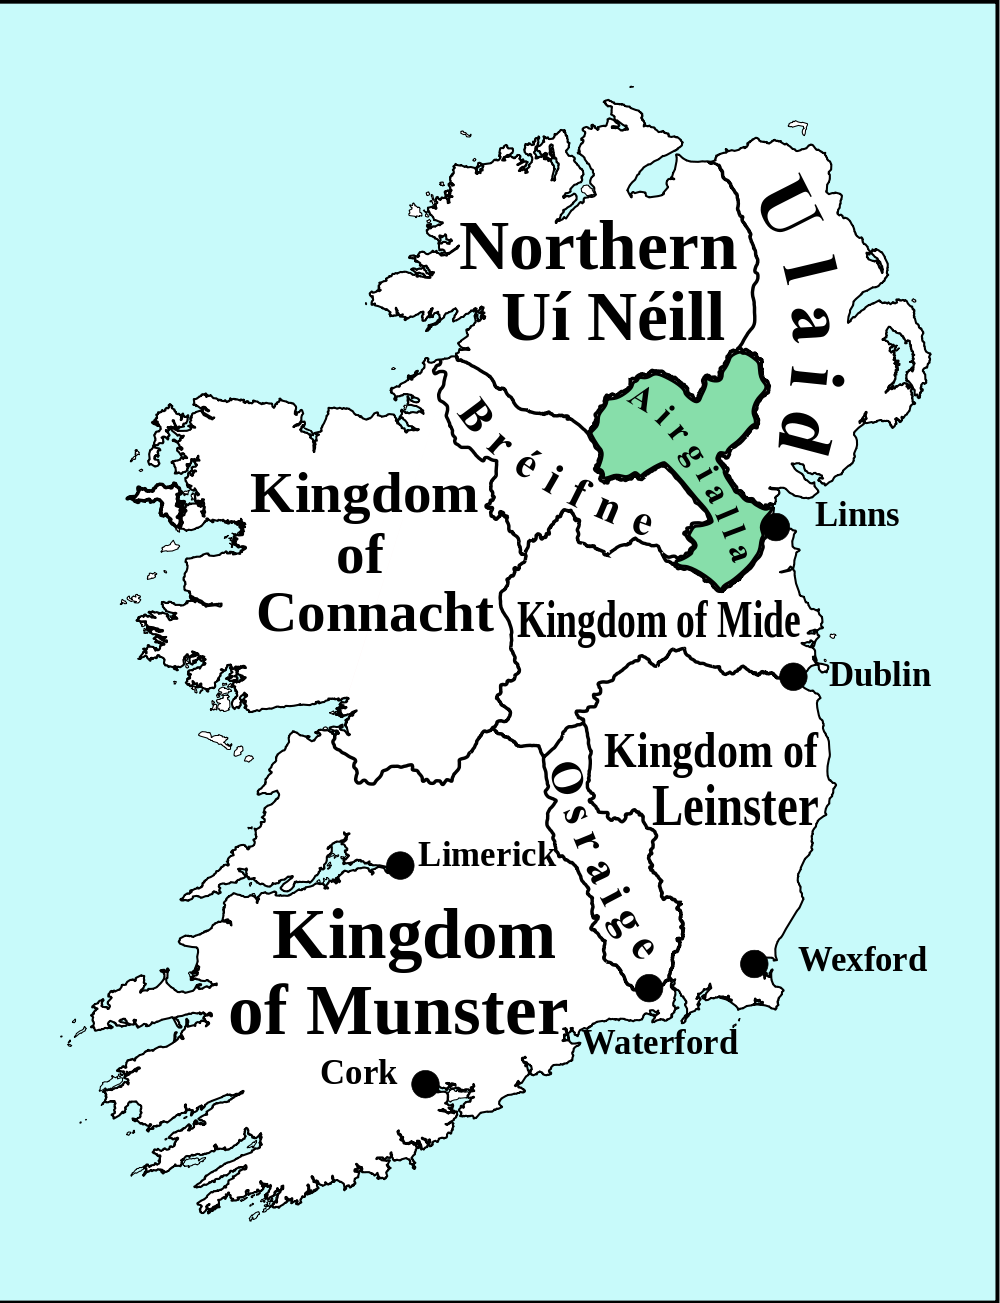 Ulaid
Northern
Uí Néill
Airgialla
Bréifne
Kingdom
of
Connacht
Linns
Kingdom of Mide
Dublin
Kingdom of
Leinster
Osraige
Limerick
Kingdom
of Munster
Wexford
Waterford
Cork